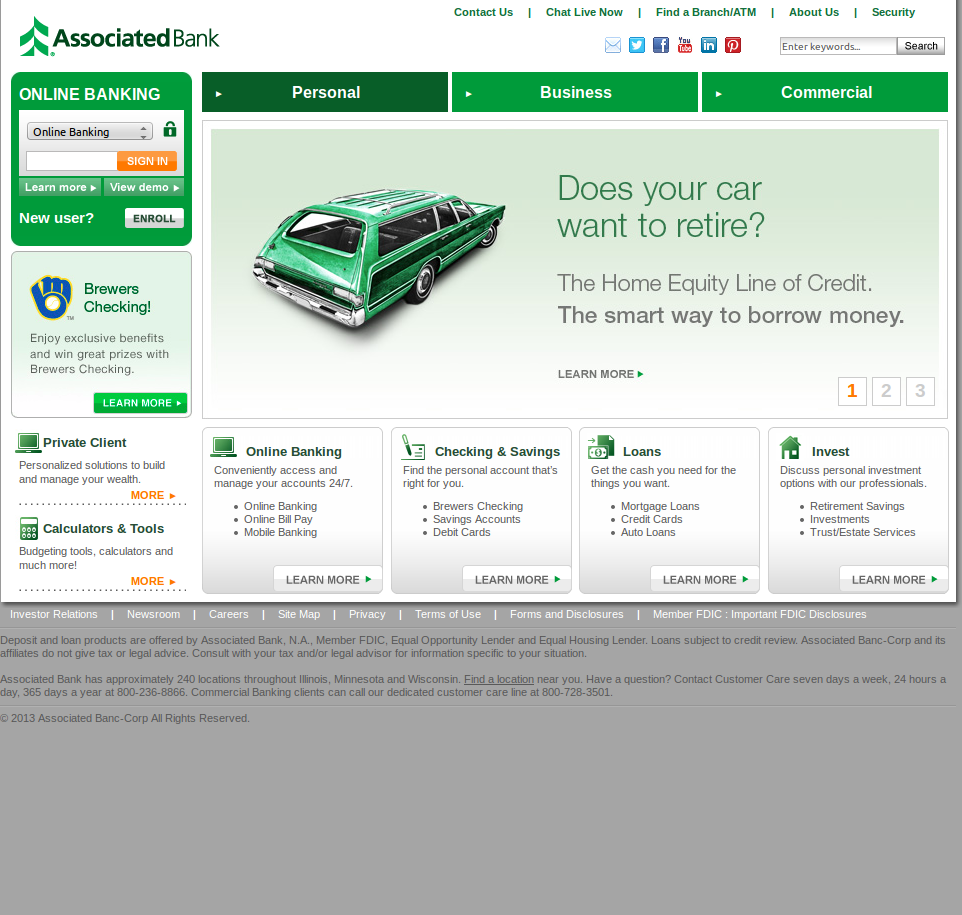 Contact Us | Chat Live Now | Find a Branch/ATM | About Us | Security
Associated Bank
You Tube
Enter keywords... Search
ONLINE BANKING
Online Banking
SIGN IN
Learn more View demo
New user? ENROLL
Personal Business Commercial
Does your car
want to retire?
The Home Equity Line of Credit.
The smart way to borrow money.
LEARN MORE
1 2 3
Brewers
Checking!
TM
Enjoy exclusive benefits
and win great prizes with
Brewers Checking.
LEARN MORE
Private Client
Personalized solutions to build
and manage your wealth.
MORE
Calculators & Tools
Budgeting tools, calculators and
much more!
MORE
Online Banking
Conveniently access and
manage your accounts 24/7.
• Online Banking
• Online Bill Pay
• Mobile Banking
LEARN MORE
Checking & Savings
Find the personal account that's
right for you.
• Brewers Checking
• Savings Accounts
• Debit Cards
LEARN MORE
Loans
Get the cash you need for the
things you want.
• Mortgage Loans
• Credit Cards
• Auto Loans
LEARN MORE
Invest
Discuss personal investment
options with our professionals.
• Retirement Savings
• Investments
• Trust/Estate Services
LEARN MORE
Investor Relations | Newsroom | Careers | Site Map | Privacy | Terms of Use | Forms and Disclosures | Member FDIC : Important FDIC Disclosures
Deposit and loan products are offered by Associated Bank, N.A., Member FDIC, Equal Opportunity Lender and Equal Housing Lender. Loans subject to credit review. Associated Banc-Corp and its
affiliates do not give tax or legal advice. Consult with your tax and/or legal advisor for information specific to your situation.
Associated Bank has approximately 240 locations throughout Illinois, Minnesota and Wisconsin. Find a location near you. Have a question? Contact Customer Care seven days a week, 24 hours a
day, 365 days a year at 800-236-8866. Commercial Banking clients can call our dedicated customer care line at 800-728-3501.
© 2013 Associated Banc-Corp All Rights Reserved.